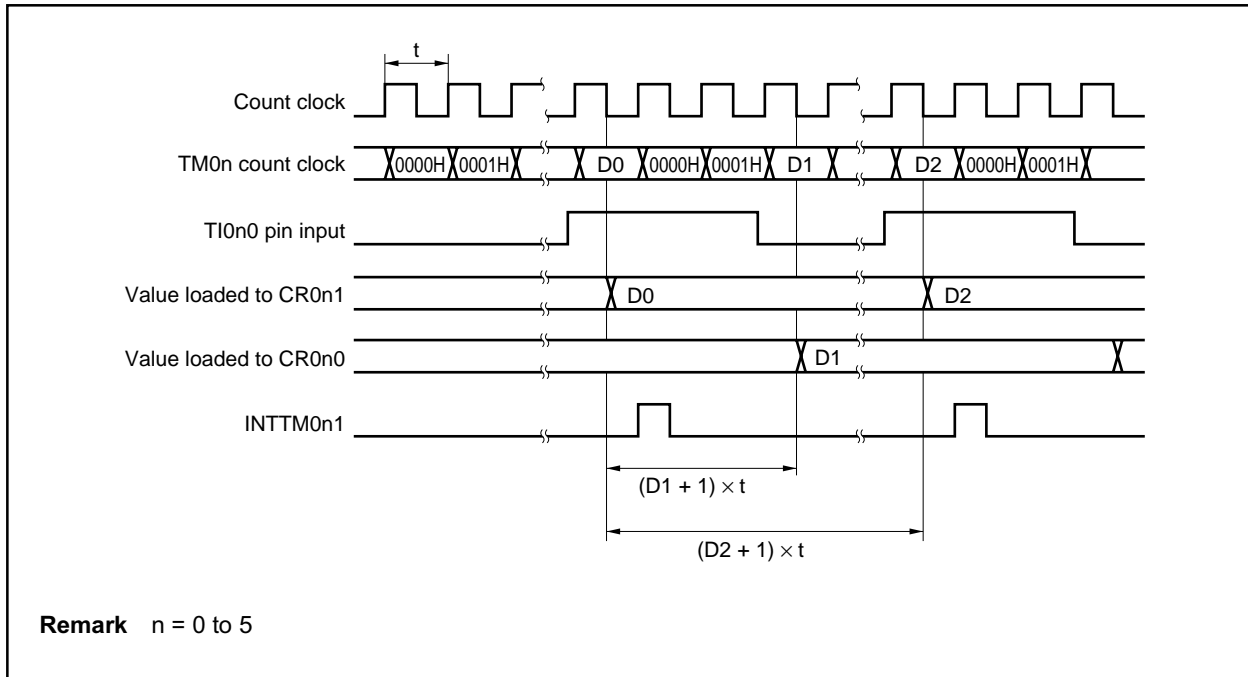 t
Count clock
TM0n count clock 0000H 0001H D0 0000H 0001H D1 D2 0000H 0001H
TI0n0 pin input
Value loaded to CR0n1 D0 D2
Value loaded to CR0n0 D1
INTTM0n1
(D1 + 1) × t
(D2 + 1) × t
Remark n = 0 to 5